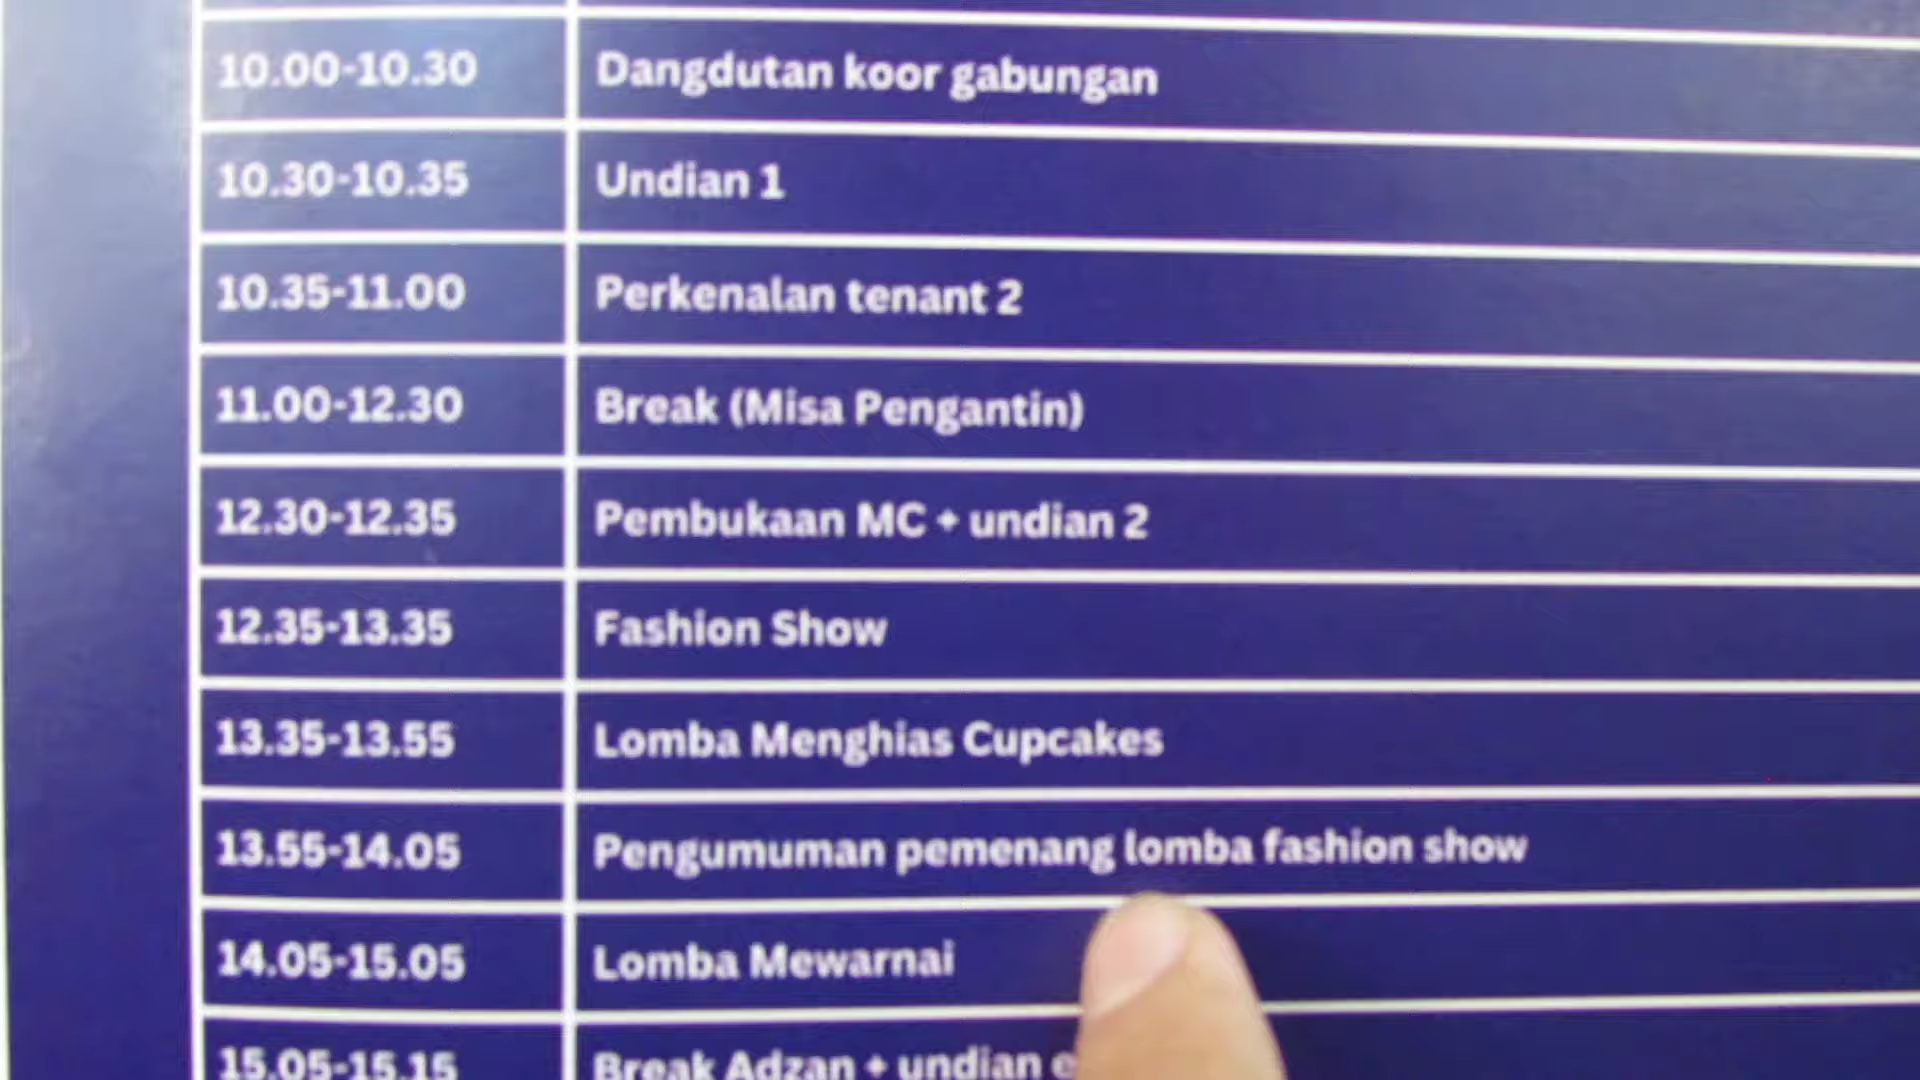 10.00-10.30 Dangdutan koor gabungan
10.30-10.35 Undian 1
10.35-11.00 Perkenalan tenant 2
11.00-12.30 Break (Misa Pengantin)
12.30-12.35 Pembukaan MC + undian 2
12.35-13.35 Fashion Show
13.35-13.55 Lomba Menghias Cupcakes
13.55-14.05 Pengumuman pemenang lomba fashion show
14.05-15.05 Lomba Mewarnai
15.05-15.15 Break Adzan + undian